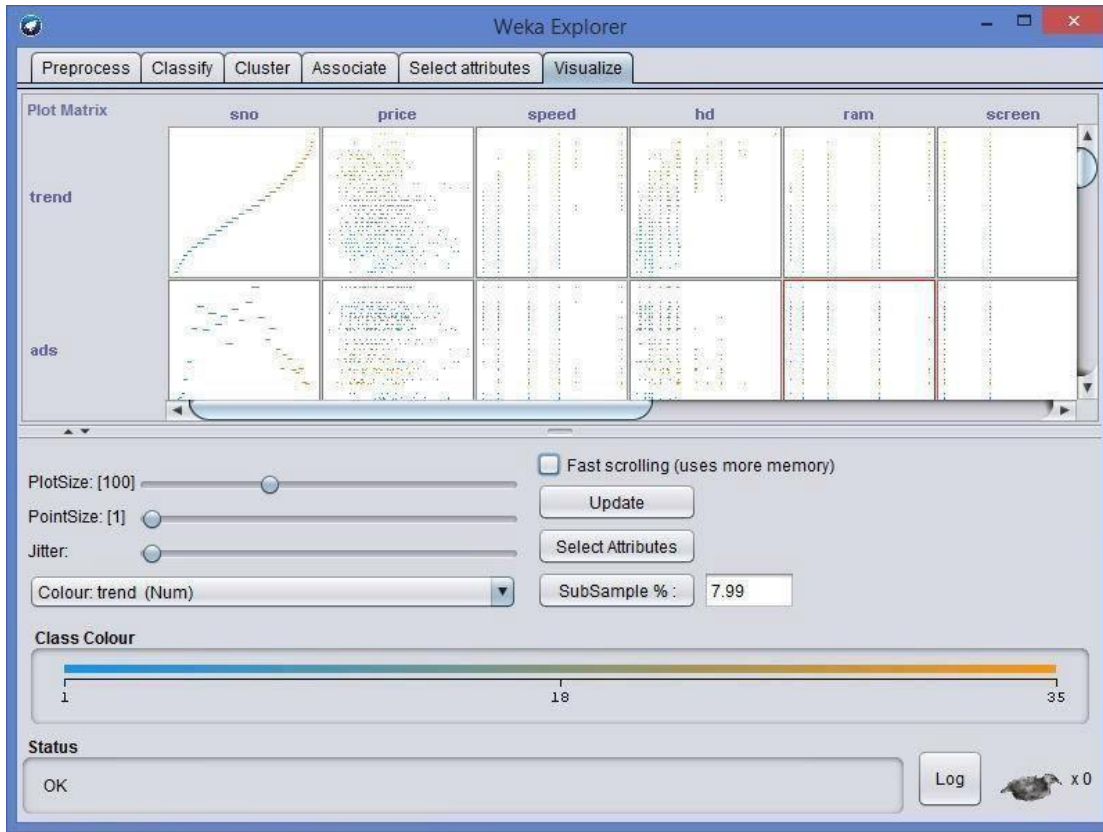 Weka Explorer
Preprocess Classify Cluster Associate Select attributes Visualize
Plot Matrix sno price speed hd ram screen
trend
ads
PlotSize: [100]
PointSize: [1]
Jitter:
Colour: trend (Num)
Fast scrolling (uses more memory)
Update
Select Attributes
SubSample % : 7.99
Class Colour
1 18 35
Status
OK
Log x 0